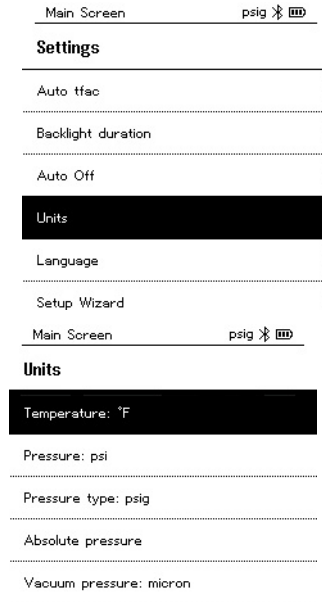 Main Screen psig
Settings
Auto tfac
Backlight duration
Auto Off
Units
Language
Setup Wizard
Main Screen psig
Units
Temperature: °F
Pressure: psi
Pressure type: psig
Absolute pressure
Vacuum pressure: micron